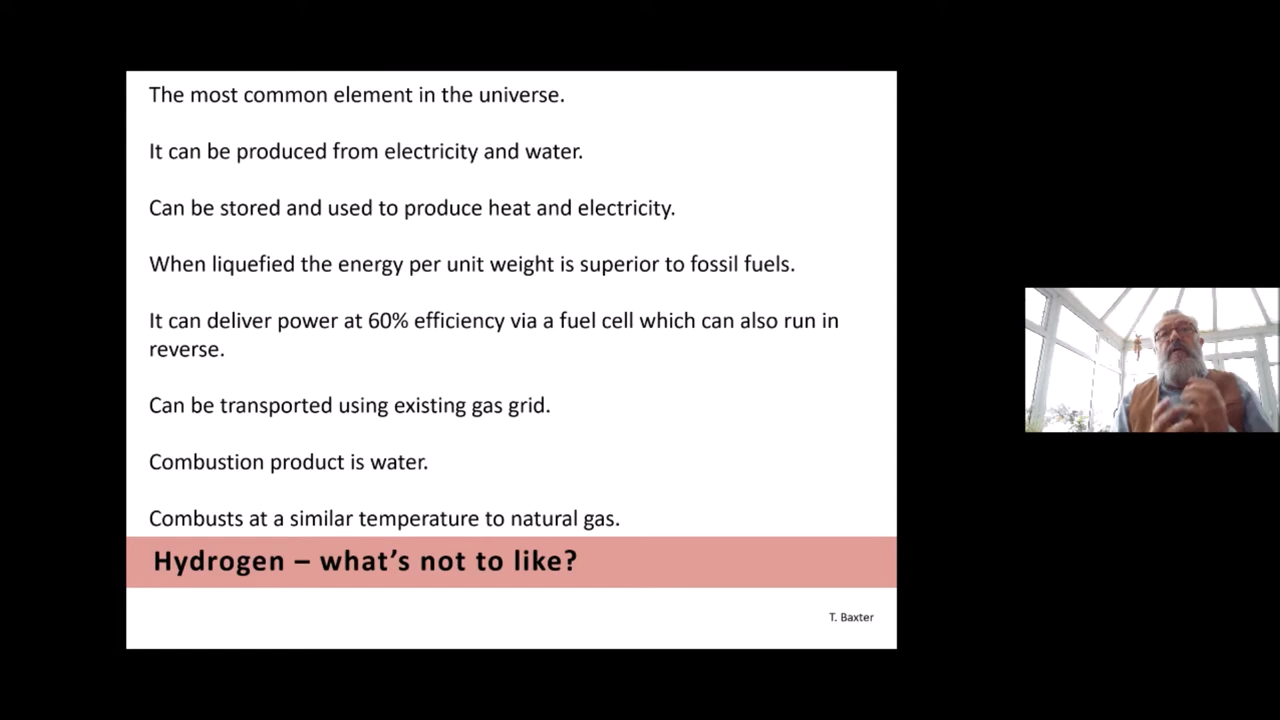 The most common element in the universe.
It can be produced from electricity and water.
Can be stored and used to produce heat and electricity.
When liquefied the energy per unit weight is superior to fossil fuels.
It can deliver power at 60% efficiency via a fuel cell which can also run in
reverse.
Can be transported using existing gas grid.
Combustion product is water.
Combusts at a similar temperature to natural gas.
Hydrogen – what’s not to like?
T. Baxter